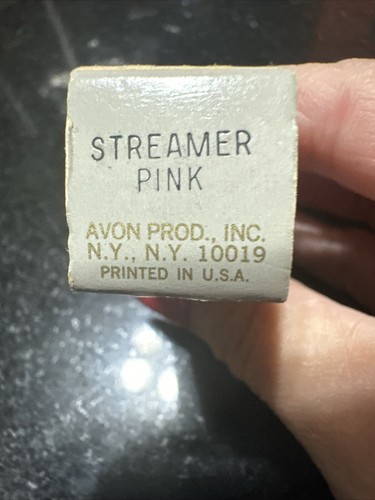 STREAMER
PINK
AVON PROD., INC.
N.Y., N.Y. 10019
PRINTED IN U.S.A.